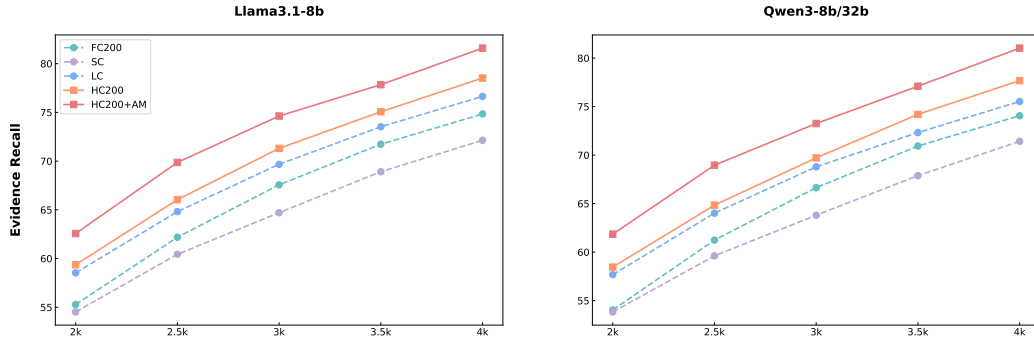 Llama3.1-8b
Evidence Recall
80
75
70
65
60
55
FC200
SC
LC
HC200
HC200+AM
2k
2.5k
3k
3.5k
4k
Qwen3-8b/32b
80
75
70
65
60
55
2k
2.5k
3k
3.5k
4k